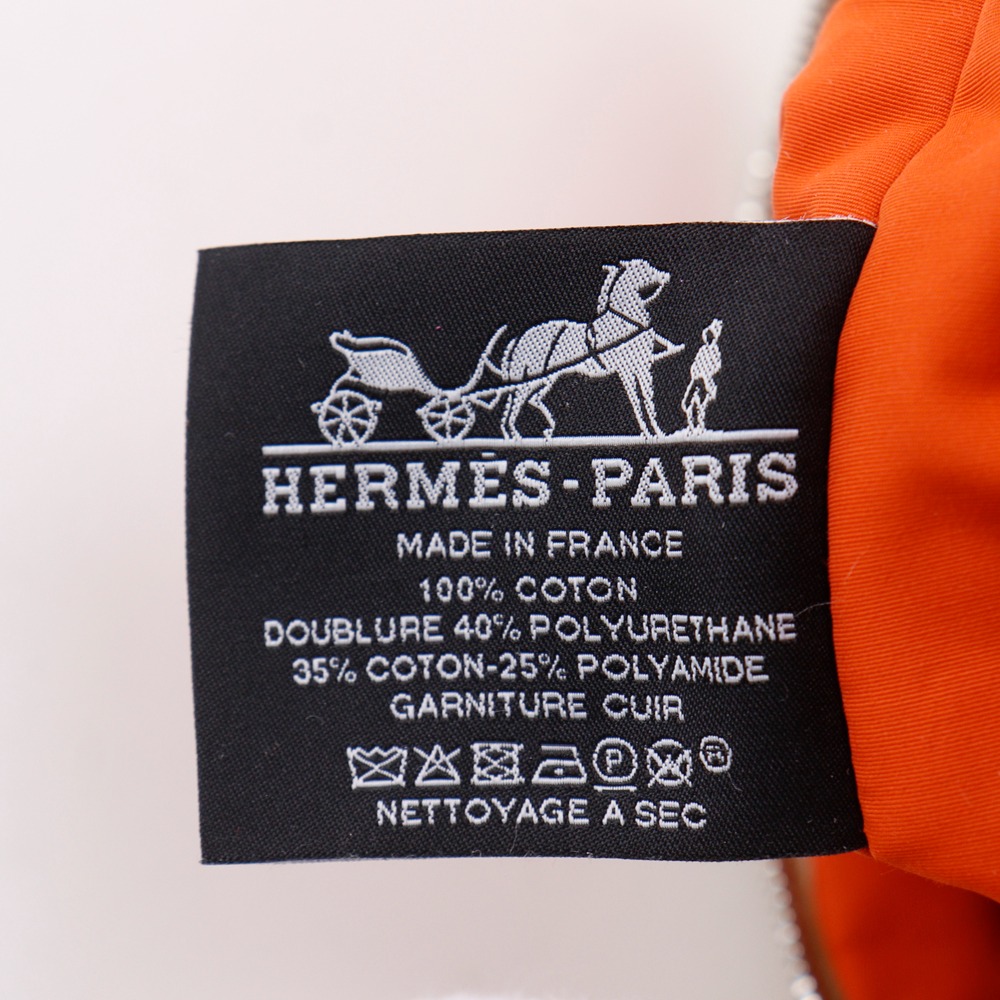 HERMÈS-PARIS
MADE IN FRANCE
100% COTON
DOUBLURE 40% POLYURETHANE
35% COTON-25% POLYAMIDE
GARNITURE CUIR
P
NETTOYAGE A SEC